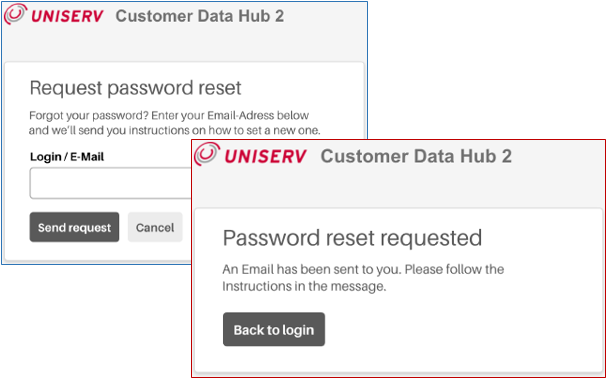 UNISERV Customer Data Hub 2
Request password reset
Forgot your password? Enter your Email-Adress below
and we'll send you instructions on how to set a new one.
Login / E-Mail
Send request Cancel
UNISERV Customer Data Hub 2
Password reset requested
An Email has been sent to you. Please follow the
Instructions in the message.
Back to login